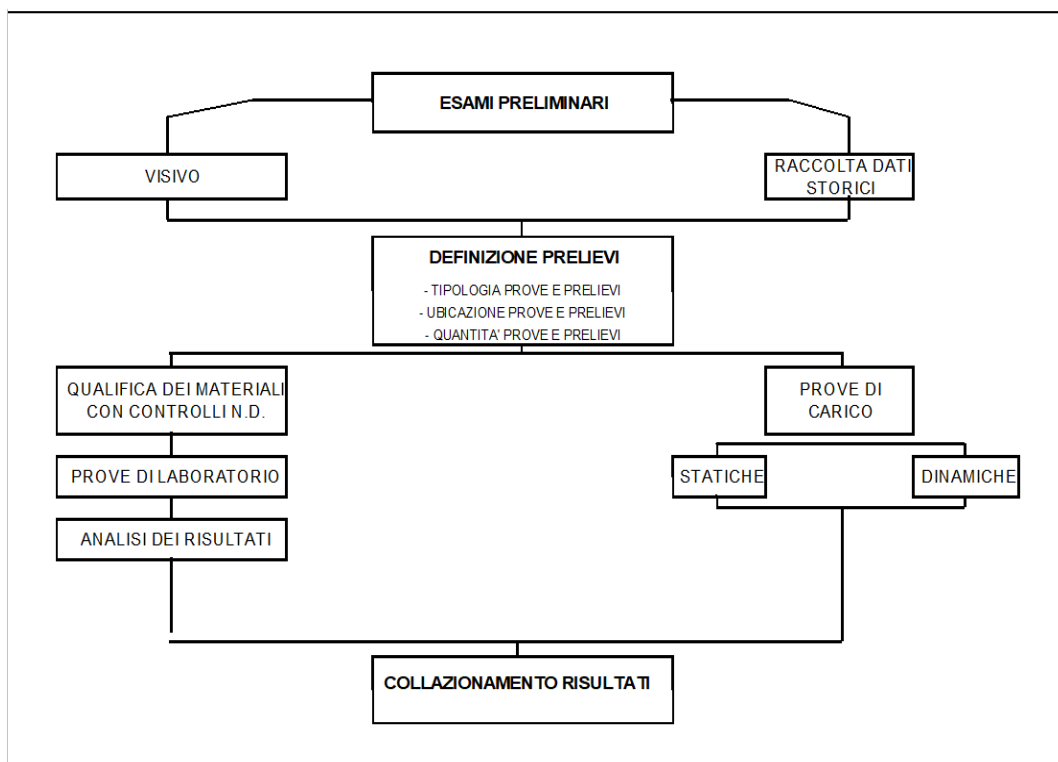 ESAMI PRELIMINARI
VISIVO
RACCOLTA DATI
STORICI
DEFINIZIONE PRELIEVI
- TIPOLOGIA PROVE E PRELIEVI
- UBICAZIONE PROVE E PRELIEVI
- QUANTITA' PROVE E PRELIEVI
QUALIFICA DEI MATERIALI
CON CONTROLLI N.D.
PROVE DI
CARICO
PROVE DI LABORATORIO
STATICHE
DINAMICHE
ANALISI DEI RISULTATI
COLLAZIONAMENTO RISULTATI